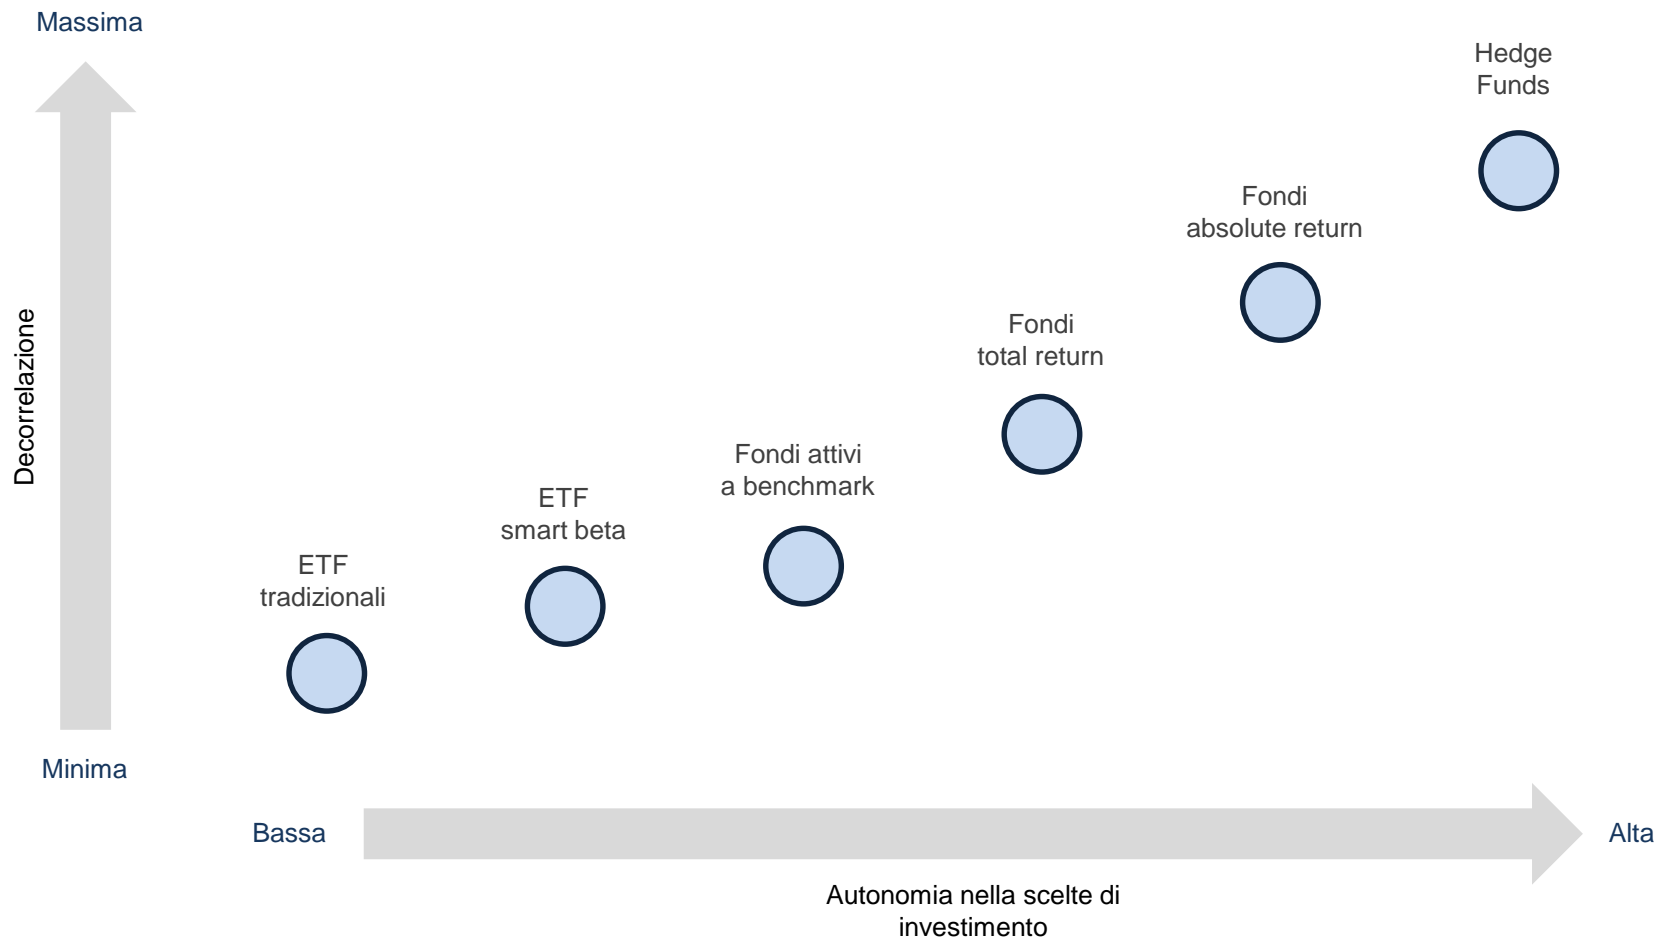 Massima
Hedge
Funds
Fondi
absolute return
Fondi
total return
Decorrelazione
Fondi attivi
a benchmark
ETF
smart beta
ETF
tradizionali
Minima
Bassa
Alta
Autonomia nella scelte di
investimento